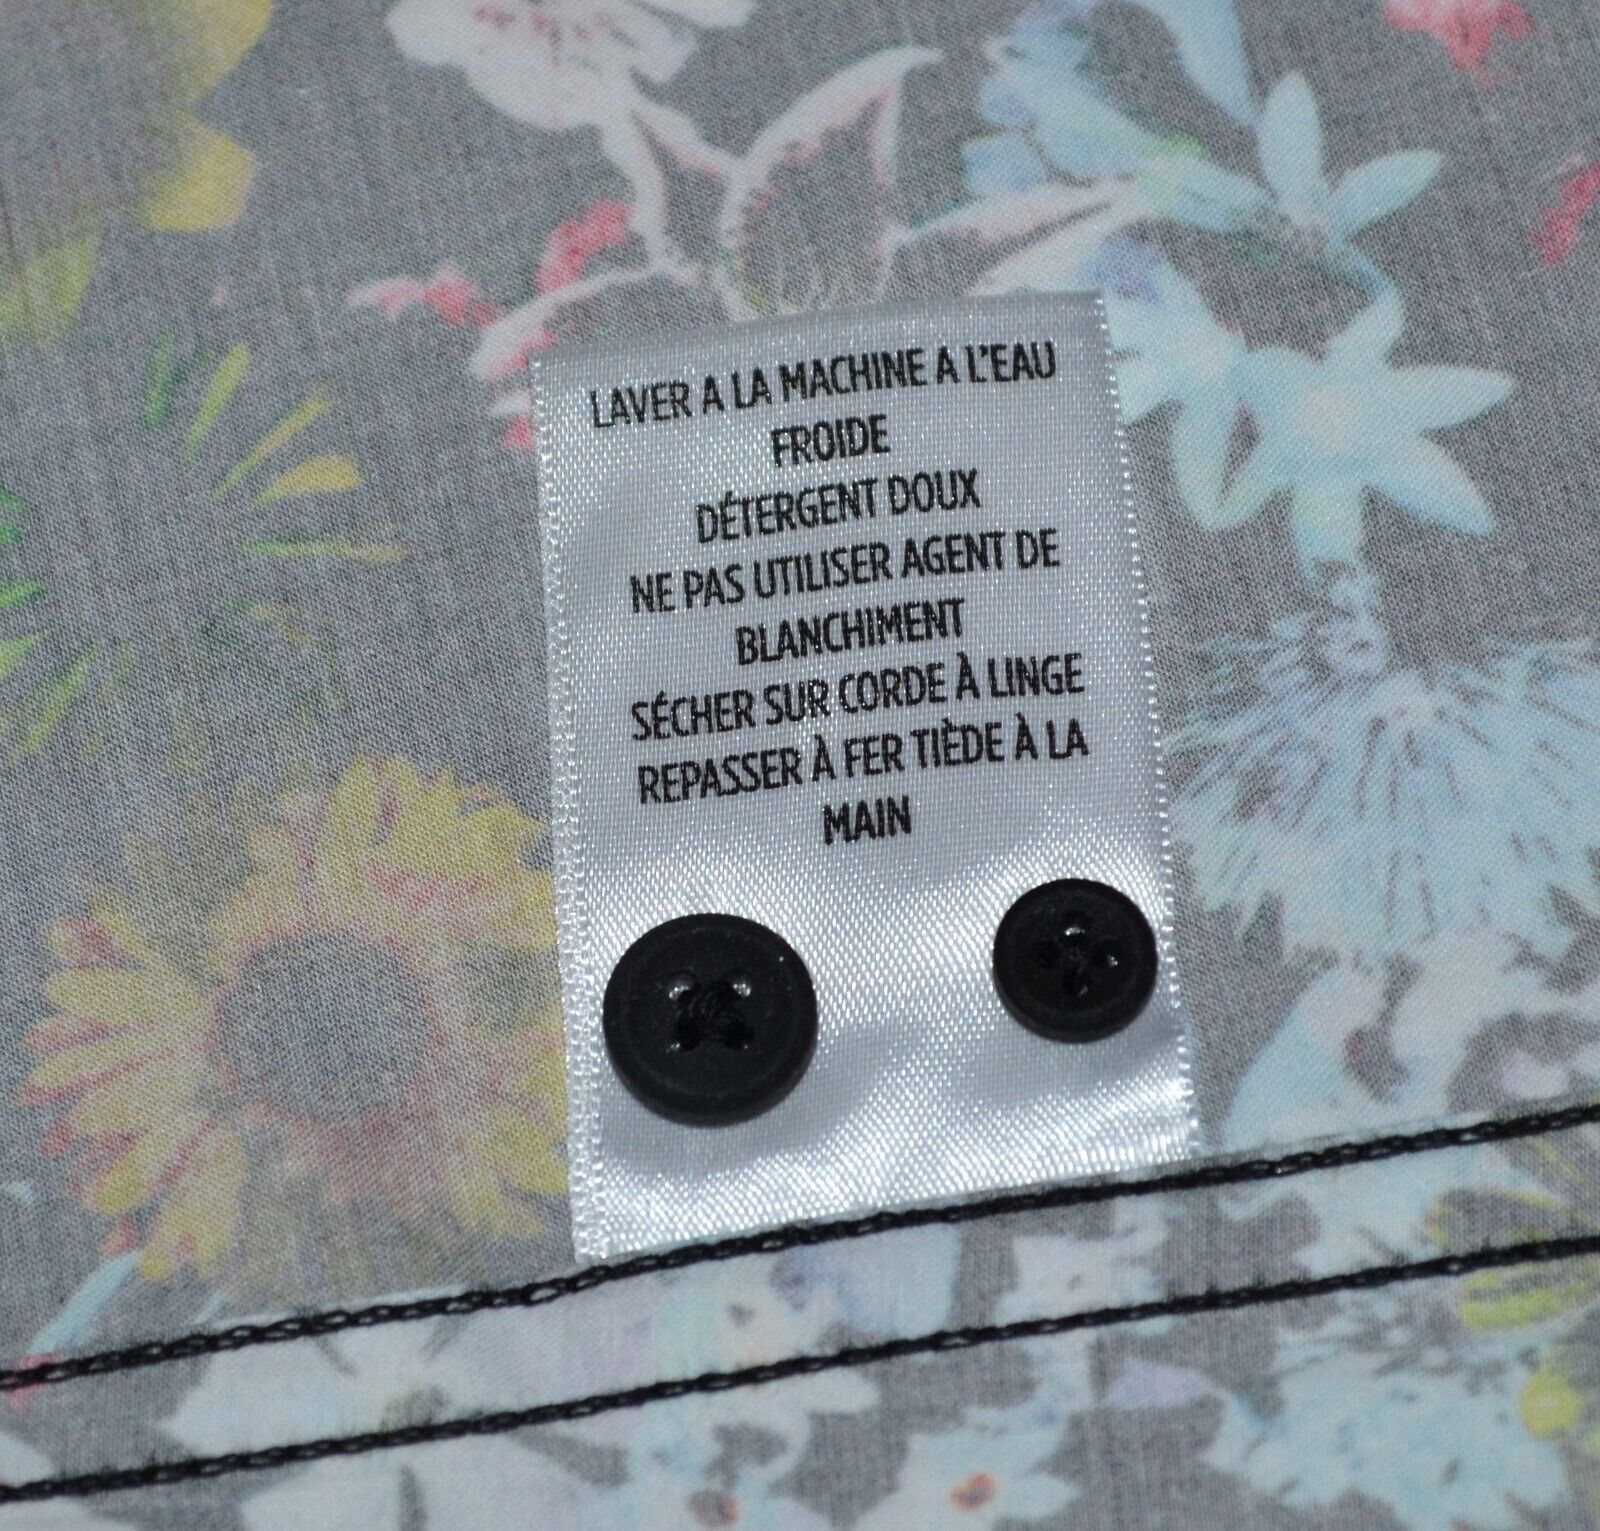 LAVER A LA MACHINE A L'EAU
FROIDE
DÉTERGENT DOUX
NE PAS UTILISER AGENT DE
BLANCHIMENT
SÉCHER SUR CORDE À LINGE
REPASSER À FER TIÈDE À LA
MAIN